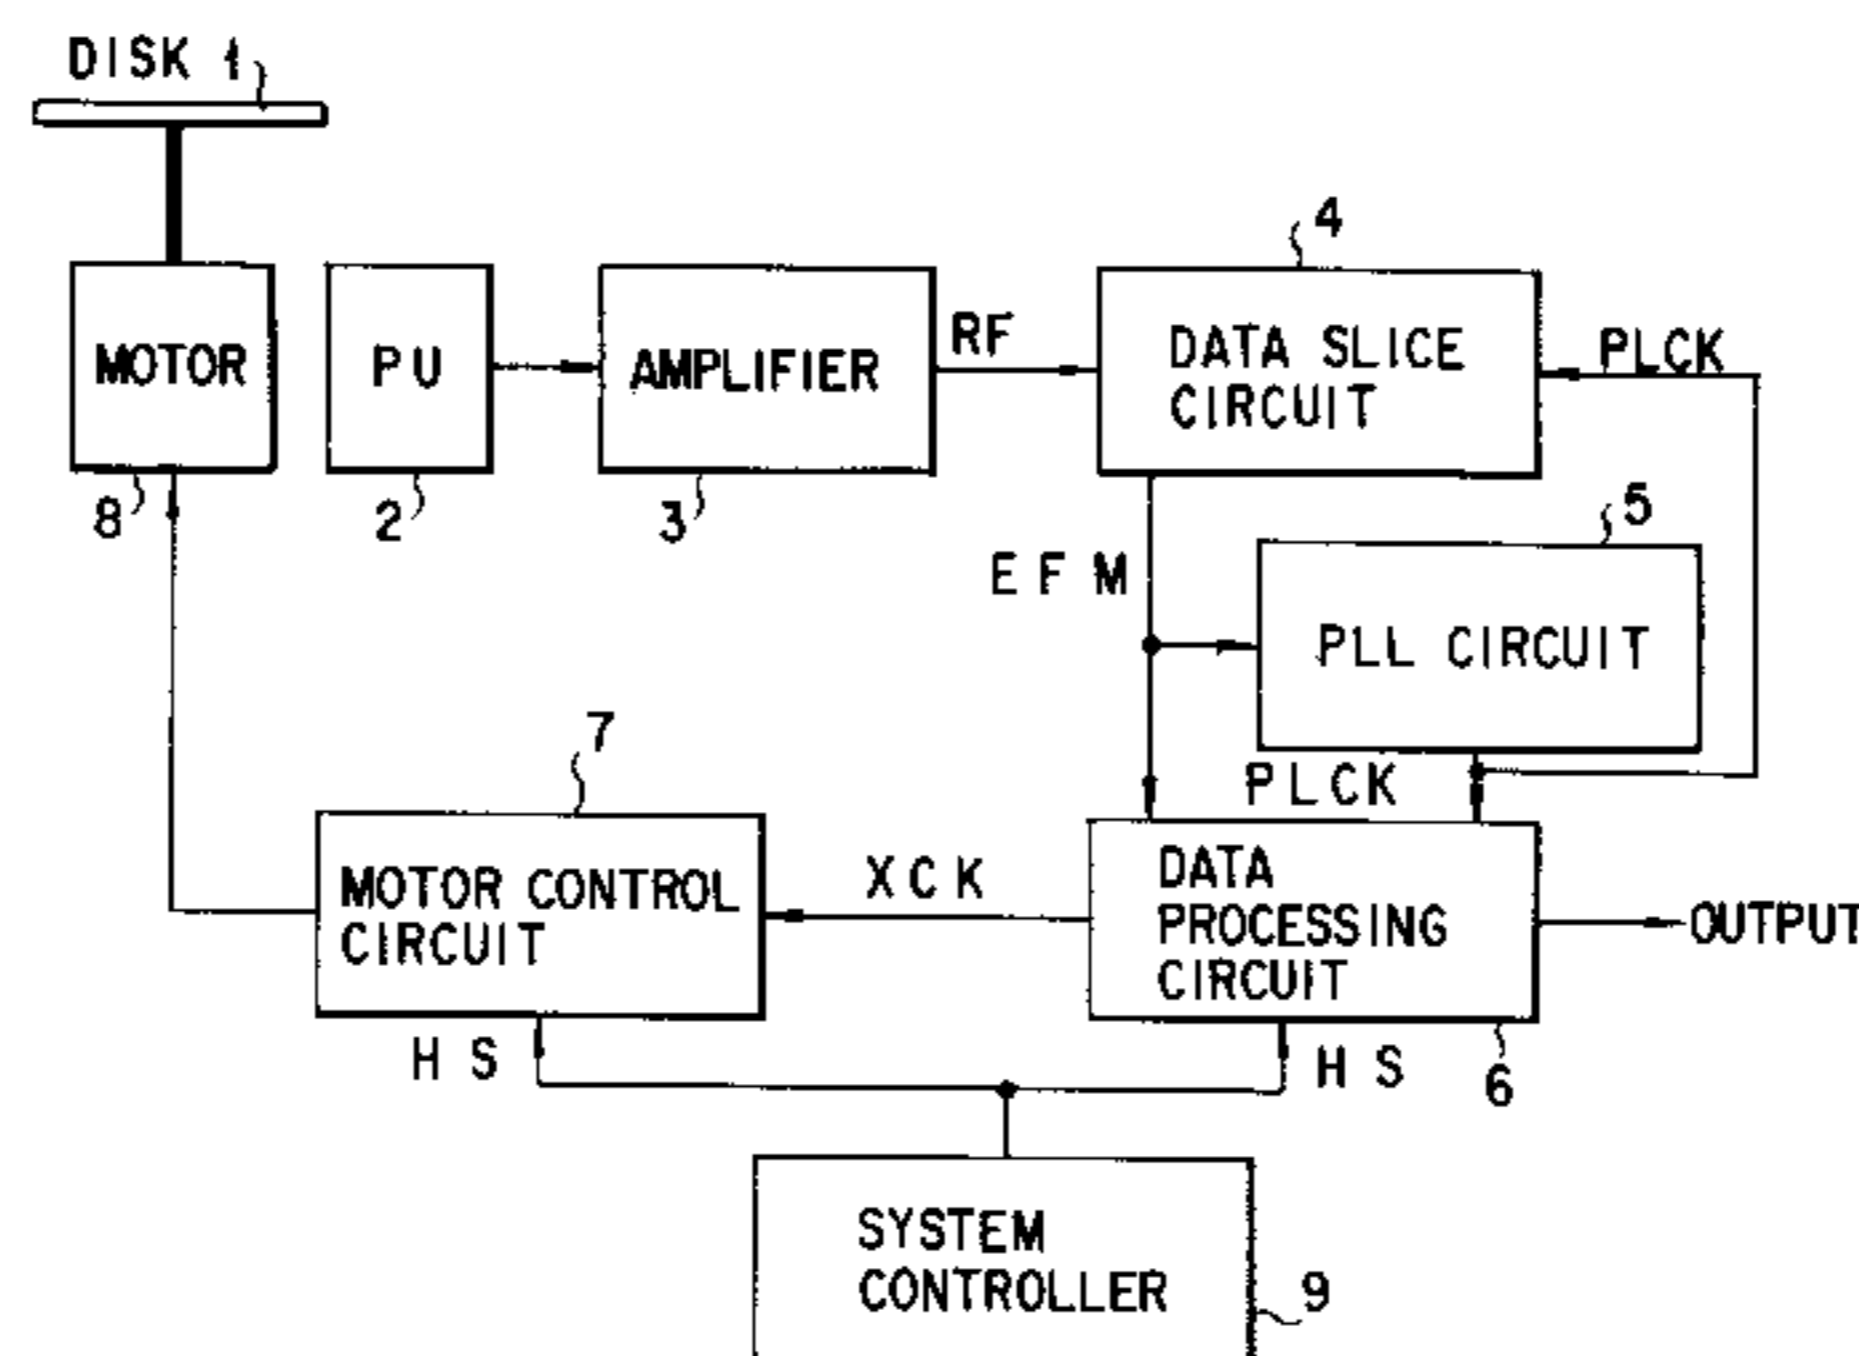 DISK 1
4
MOTOR
PU
AMPLIFIER
RF
DATA SLICE
CIRCUIT
PLCK
8
2
3
5
EFM
PLL CIRCUIT
7
PLCK
MOTOR CONTROL
CIRCUIT
XCK
DATA
PROCESSING
CIRCUIT
OUTPUT
HS
HS
6
SYSTEM
CONTROLLER
9